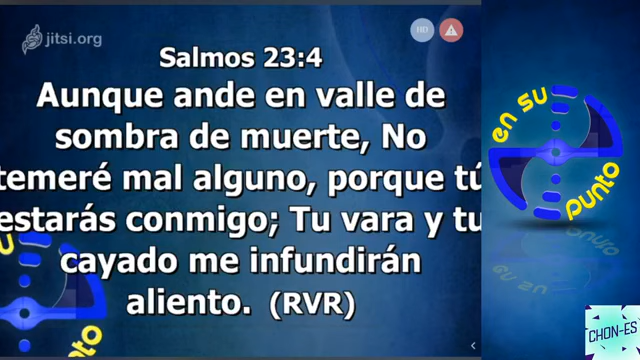 jitsi.org
Salmos 23:4
Aunque ande en valle de
sombra de muerte, No
temeré mal alguno, porque tú
estarás conmigo; Tu vara y tu
cayado me infundirán
aliento. (RVR)
en su
punto
punto
CHON-ES